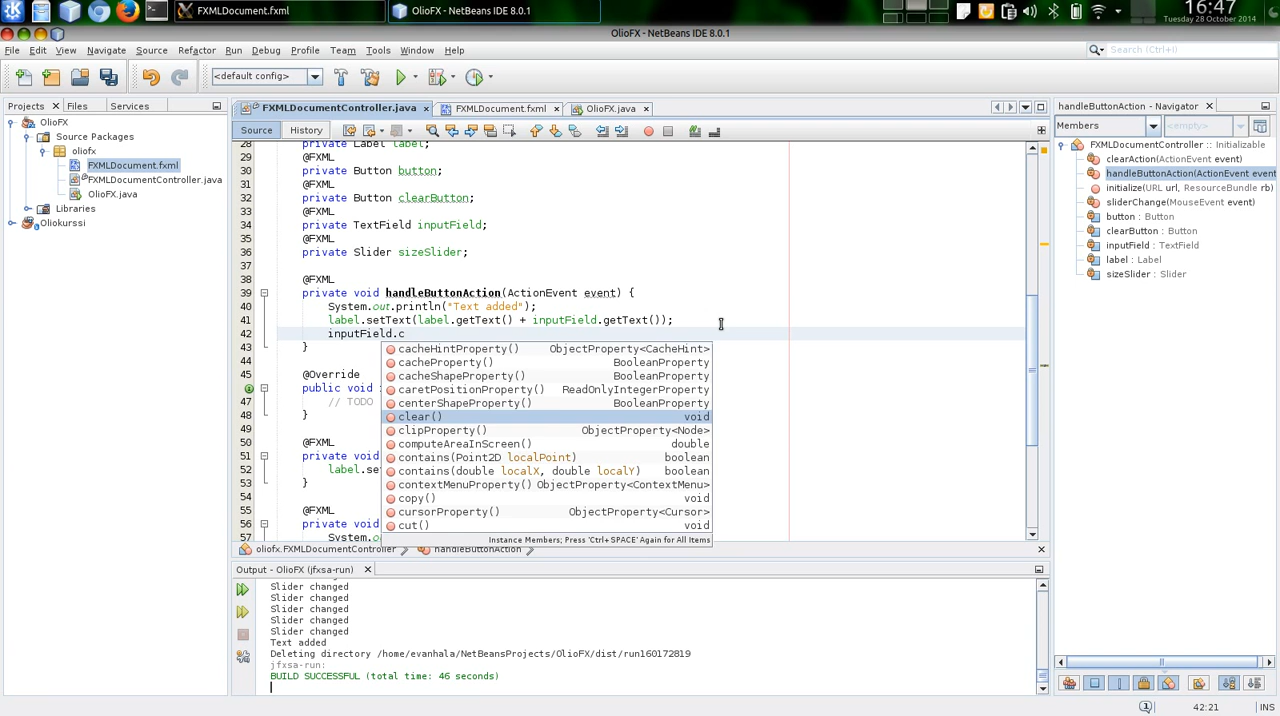 FXMLDocument.fxml
OlioFX - NetBeans IDE 8.0.1
16:47
Tuesday 28 October 2014
OlioFX - NetBeans IDE 8.0.1
File Edit View Navigate Source Refactor Run Debug Profile Team Tools Window Help
Search (Ctrl+I)
<default config>
Projects Files Services
OlioFX
Source Packages
oliofx
FXMLDocument.fxml
FXMLDocumentController.java
OlioFX.java
Libraries
Oliokurssi
FXMLDocumentController.java FXMLDocument.fxml OlioFX.java
Source History
28 private Label label;
29 @FXML
30 private Button button;
31 @FXML
32 private Button clearButton;
33 @FXML
34 private TextField inputField;
35 @FXML
36 private Slider sizeSlider;
37
38 @FXML
39 private void handleButtonAction(ActionEvent event) {
40 System.out.println("Text added");
41 label.setText(label.getText() + inputField.getText());
42 inputField.c
43 }
44
@Override
public void
47 // TODO
48 }
50 @FXML
51 private void
52 label.set
53 }
54
55 @FXML
56 private void
57 System.o
cacheHintProperty() ObjectProperty<CacheHint>
cacheProperty() BooleanProperty
cacheShapeProperty() BooleanProperty
caretPositionProperty() ReadOnlyIntegerProperty
centerShapeProperty() BooleanProperty
clear() void
clipProperty() ObjectProperty<Node>
computeAreaInScreen() double
contains(Point2D localPoint) boolean
contains(double localX, double localY) boolean
contextMenuProperty() ObjectProperty<ContextMenu>
copy() void
cursorProperty() ObjectProperty<Cursor>
cut() void
Instance Members; Press 'Ctrl+SPACE' Again for All Items
oliofx.FXMLDocumentController handleButtonAction
Output - OlioFX (jfxsa-run)
Slider changed
Slider changed
Slider changed
Slider changed
Slider changed
Text added
Deleting directory /home/evanhala/NetBeansProjects/OlioFX/dist/run160172819
jfxsa-run:
BUILD SUCCESSFUL (total time: 46 seconds)
handleButtonAction - Navigator
Members <empty>
FXMLDocumentController :: Initializable
clearAction(ActionEvent event)
handleButtonAction(ActionEvent event
initialize(URL url, ResourceBundle rb)
sliderChange(MouseEvent event)
button : Button
clearButton : Button
inputField : TextField
label : Label
sizeSlider : Slider
1 42:21 INS